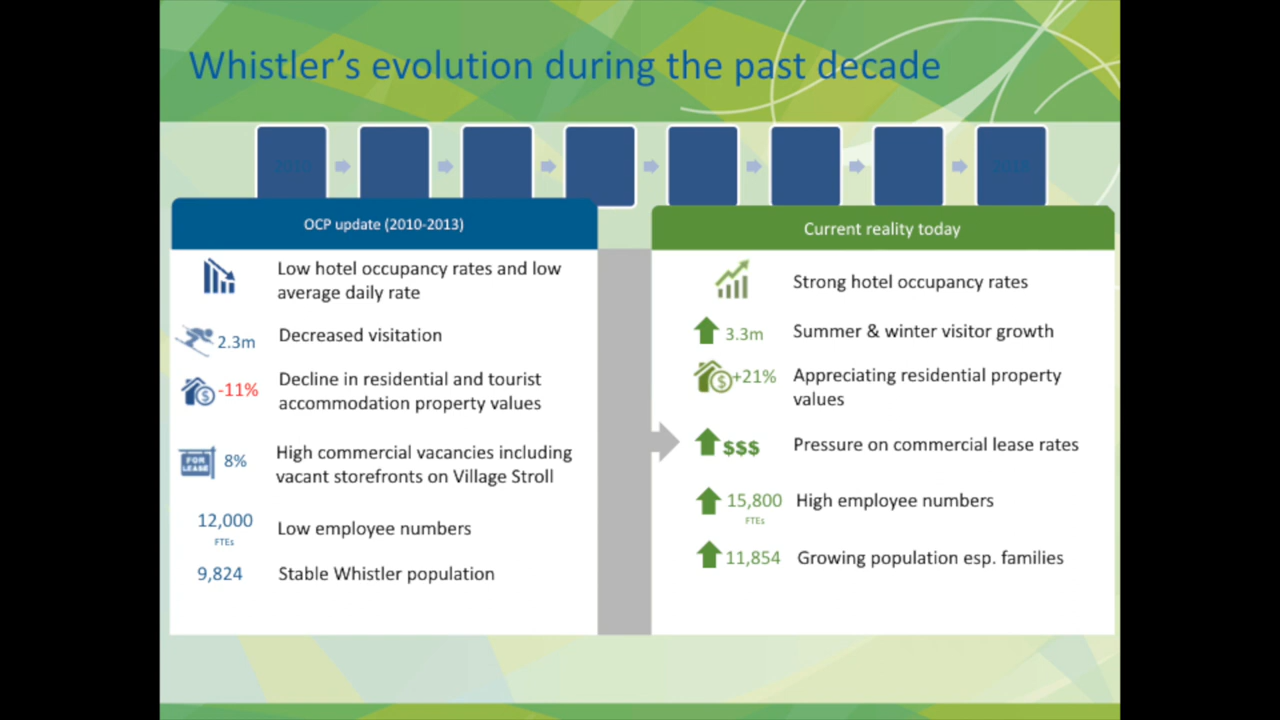 Whistler's evolution during the past decade
OCP update (2010-2013)
Low hotel occupancy rates and low
average daily rate
2.3m
Decreased visitation
-11%
Decline in residential and tourist
accommodation property values
FOR
LEASE
8%
High commercial vacancies including
vacant storefronts on Village Stroll
12,000
FTEs
Low employee numbers
9,824
Stable Whistler population
Current reality today
Strong hotel occupancy rates
3.3m
Summer & winter visitor growth
$
+21%
Appreciating residential property
values
$$$
Pressure on commercial lease rates
15,800
FTEs
High employee numbers
11,854
Growing population esp. families